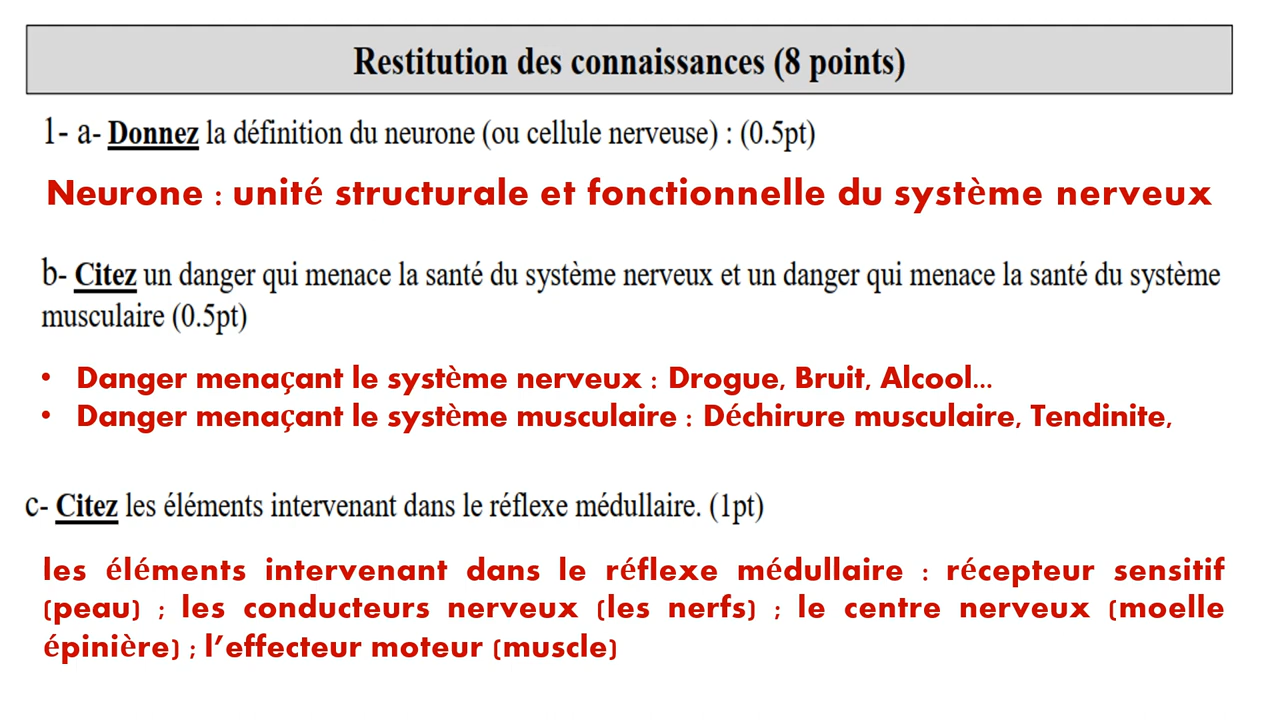 Restitution des connaissances (8 points)
1- a- Donnez la définition du neurone (ou cellule nerveuse) : (0.5pt)
Neurone : unité structurale et fonctionnelle du système nerveux
b- Citez un danger qui menace la santé du système nerveux et un danger qui menace la santé du système
musculaire (0.5pt)
• Danger menaçant le système nerveux : Drogue, Bruit, Alcool...
• Danger menaçant le système musculaire : Déchirure musculaire, Tendinite,
c- Citez les éléments intervenant dans le réflexe médullaire. (1pt)
les éléments intervenant dans le réflexe médullaire : récepteur sensitif
(peau) ; les conducteurs nerveux (les nerfs) ; le centre nerveux (moelle
épinière) ; l’effecteur moteur (muscle)